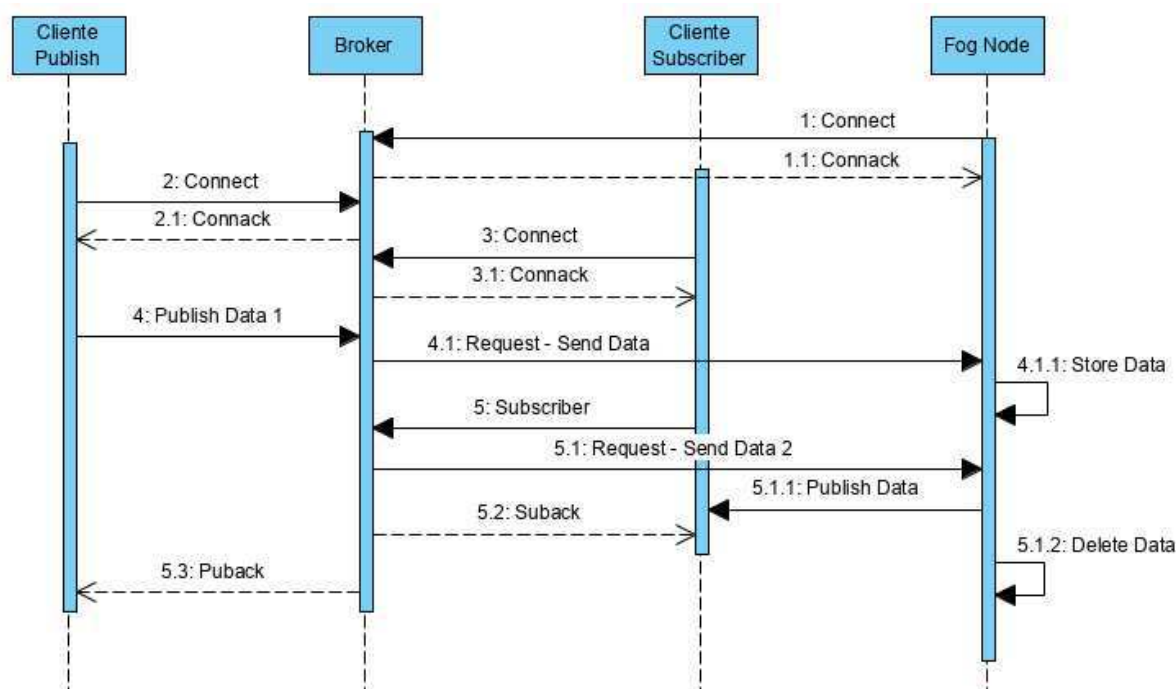 Cliente
Publish
Broker
Cliente
Subscriber
Fog Node
1: Connect
1.1: Connack
2: Connect
2.1: Connack
3: Connect
3.1: Connack
4: Publish Data 1
4.1: Request - Send Data
4.1.1: Store Data
5: Subscriber
5.1: Request - Send Data 2
5.1.1: Publish Data
5.2: Suback
5.1.2: Delete Data
5.3: Puback